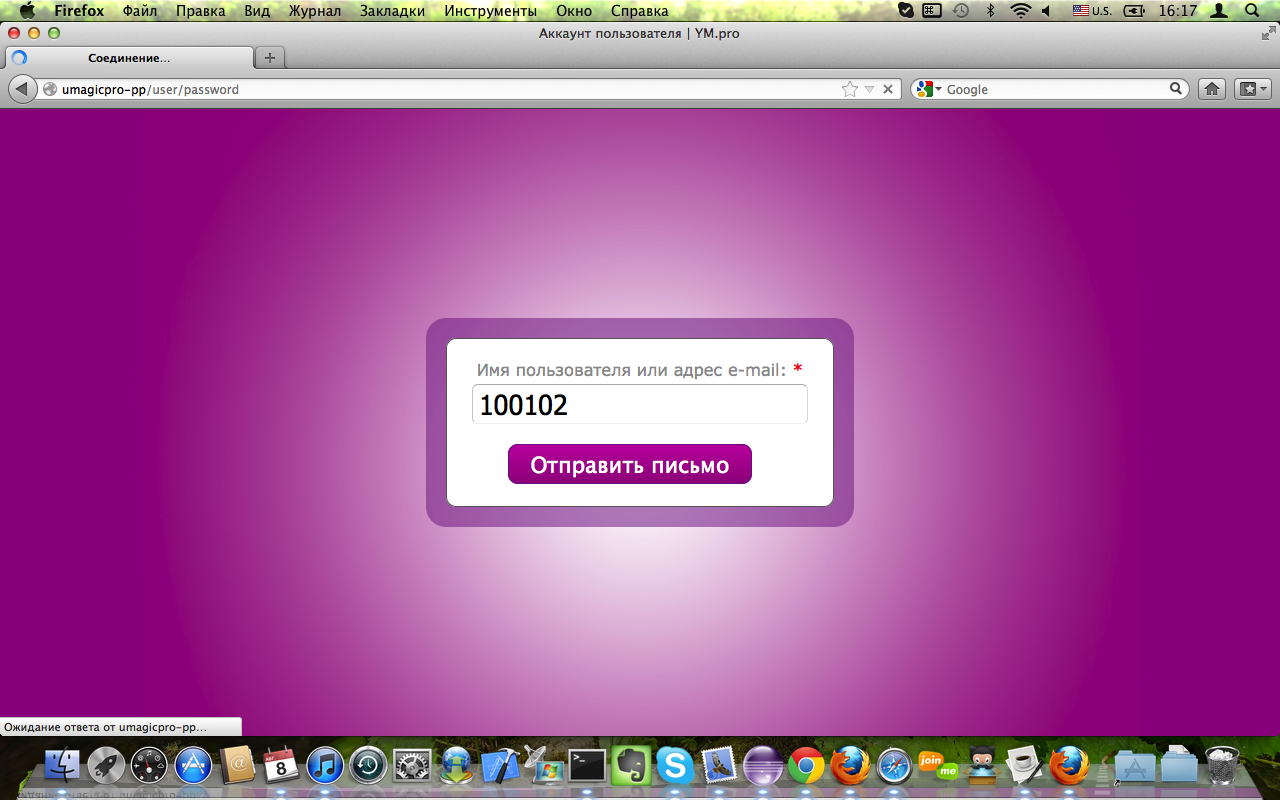 Firefox Файл Правка Вид Журнал Закладки Инструменты Окно Справка U.S. 16:17
Аккаунт пользователя | YM.pro
Соединение...
umagicpro-pp/user/password Google
Имя пользователя или адрес e-mail: *
100102
Отправить письмо
Ожидание ответа от umagicpro-pp...
8
join
me